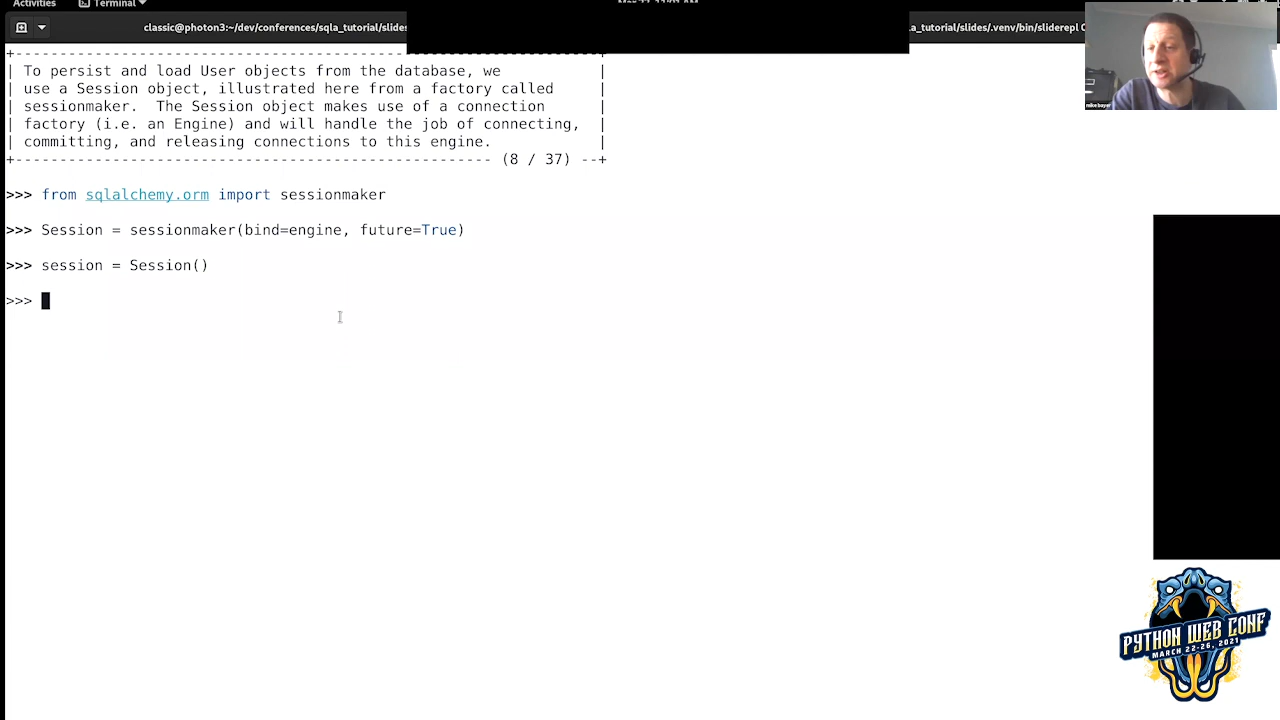 Activities
Terminal
classic@photon3:~/dev/conferences/sqla_tutorial/slides
la_tutorial/slides/.venv/bin/sliderepl
mike bayer
+------------------------------------------------------------------+
| To persist and load User objects from the database, we |
| use a Session object, illustrated here from a factory called |
| sessionmaker. The Session object makes use of a connection |
| factory (i.e. an Engine) and will handle the job of connecting, |
| committing, and releasing connections to this engine. |
+------------------------------------------------------ (8 / 37) --+
>>> from sqlalchemy.orm import sessionmaker
>>> Session = sessionmaker(bind=engine, future=True)
>>> session = Session()
>>>
PYTHON WEB CONF
MARCH 22-26, 2021